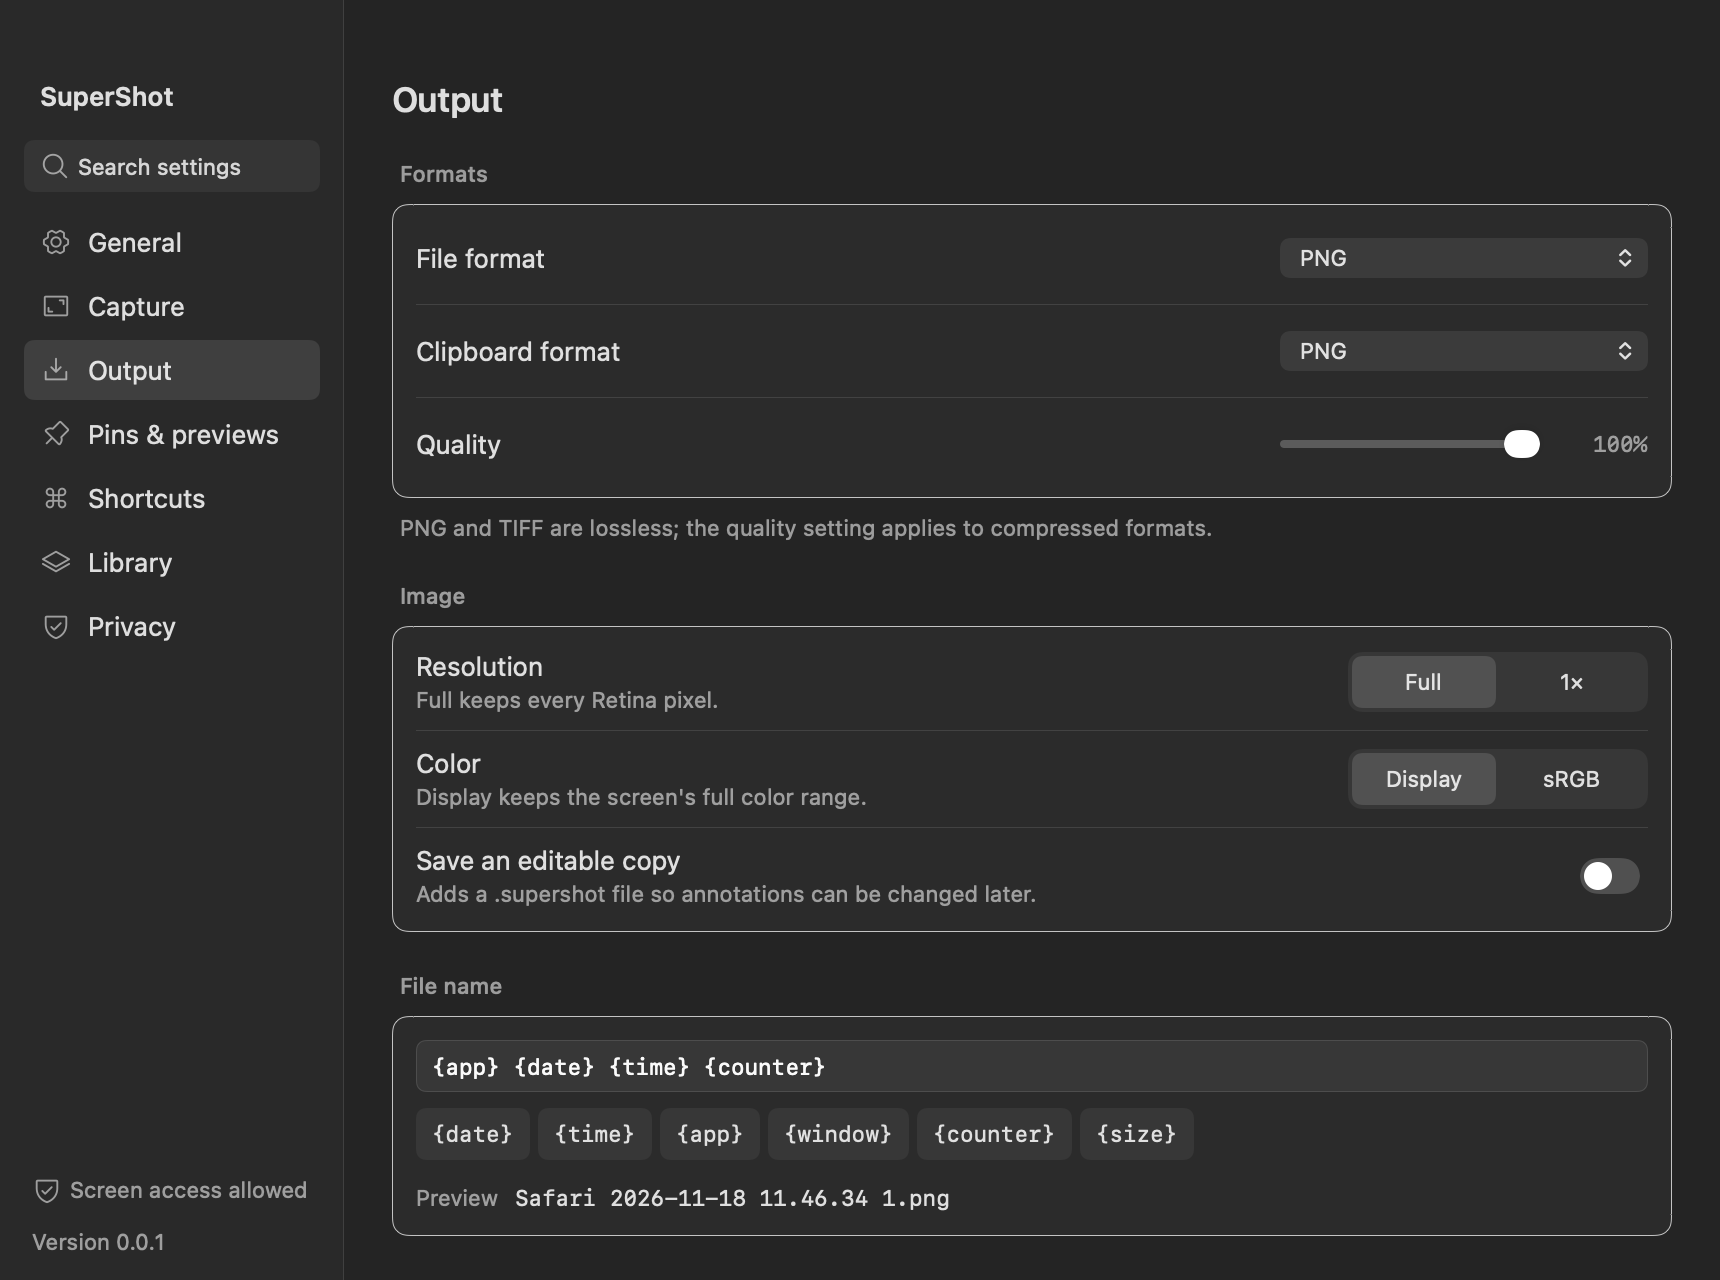 SuperShot
Search settings
General
Capture
Output
Pins & previews
Shortcuts
Library
Privacy
Screen access allowed
Version 0.0.1
Output
Formats
File format
PNG
Clipboard format
PNG
Quality
100%
PNG and TIFF are lossless; the quality setting applies to compressed formats.
Image
Resolution
Full keeps every Retina pixel.
Full 1×
Color
Display keeps the screen's full color range.
Display sRGB
Save an editable copy
Adds a .supershot file so annotations can be changed later.
File name
{app} {date} {time} {counter}
{date} {time} {app} {window} {counter} {size}
Preview Safari 2026-11-18 11.46.34 1.png